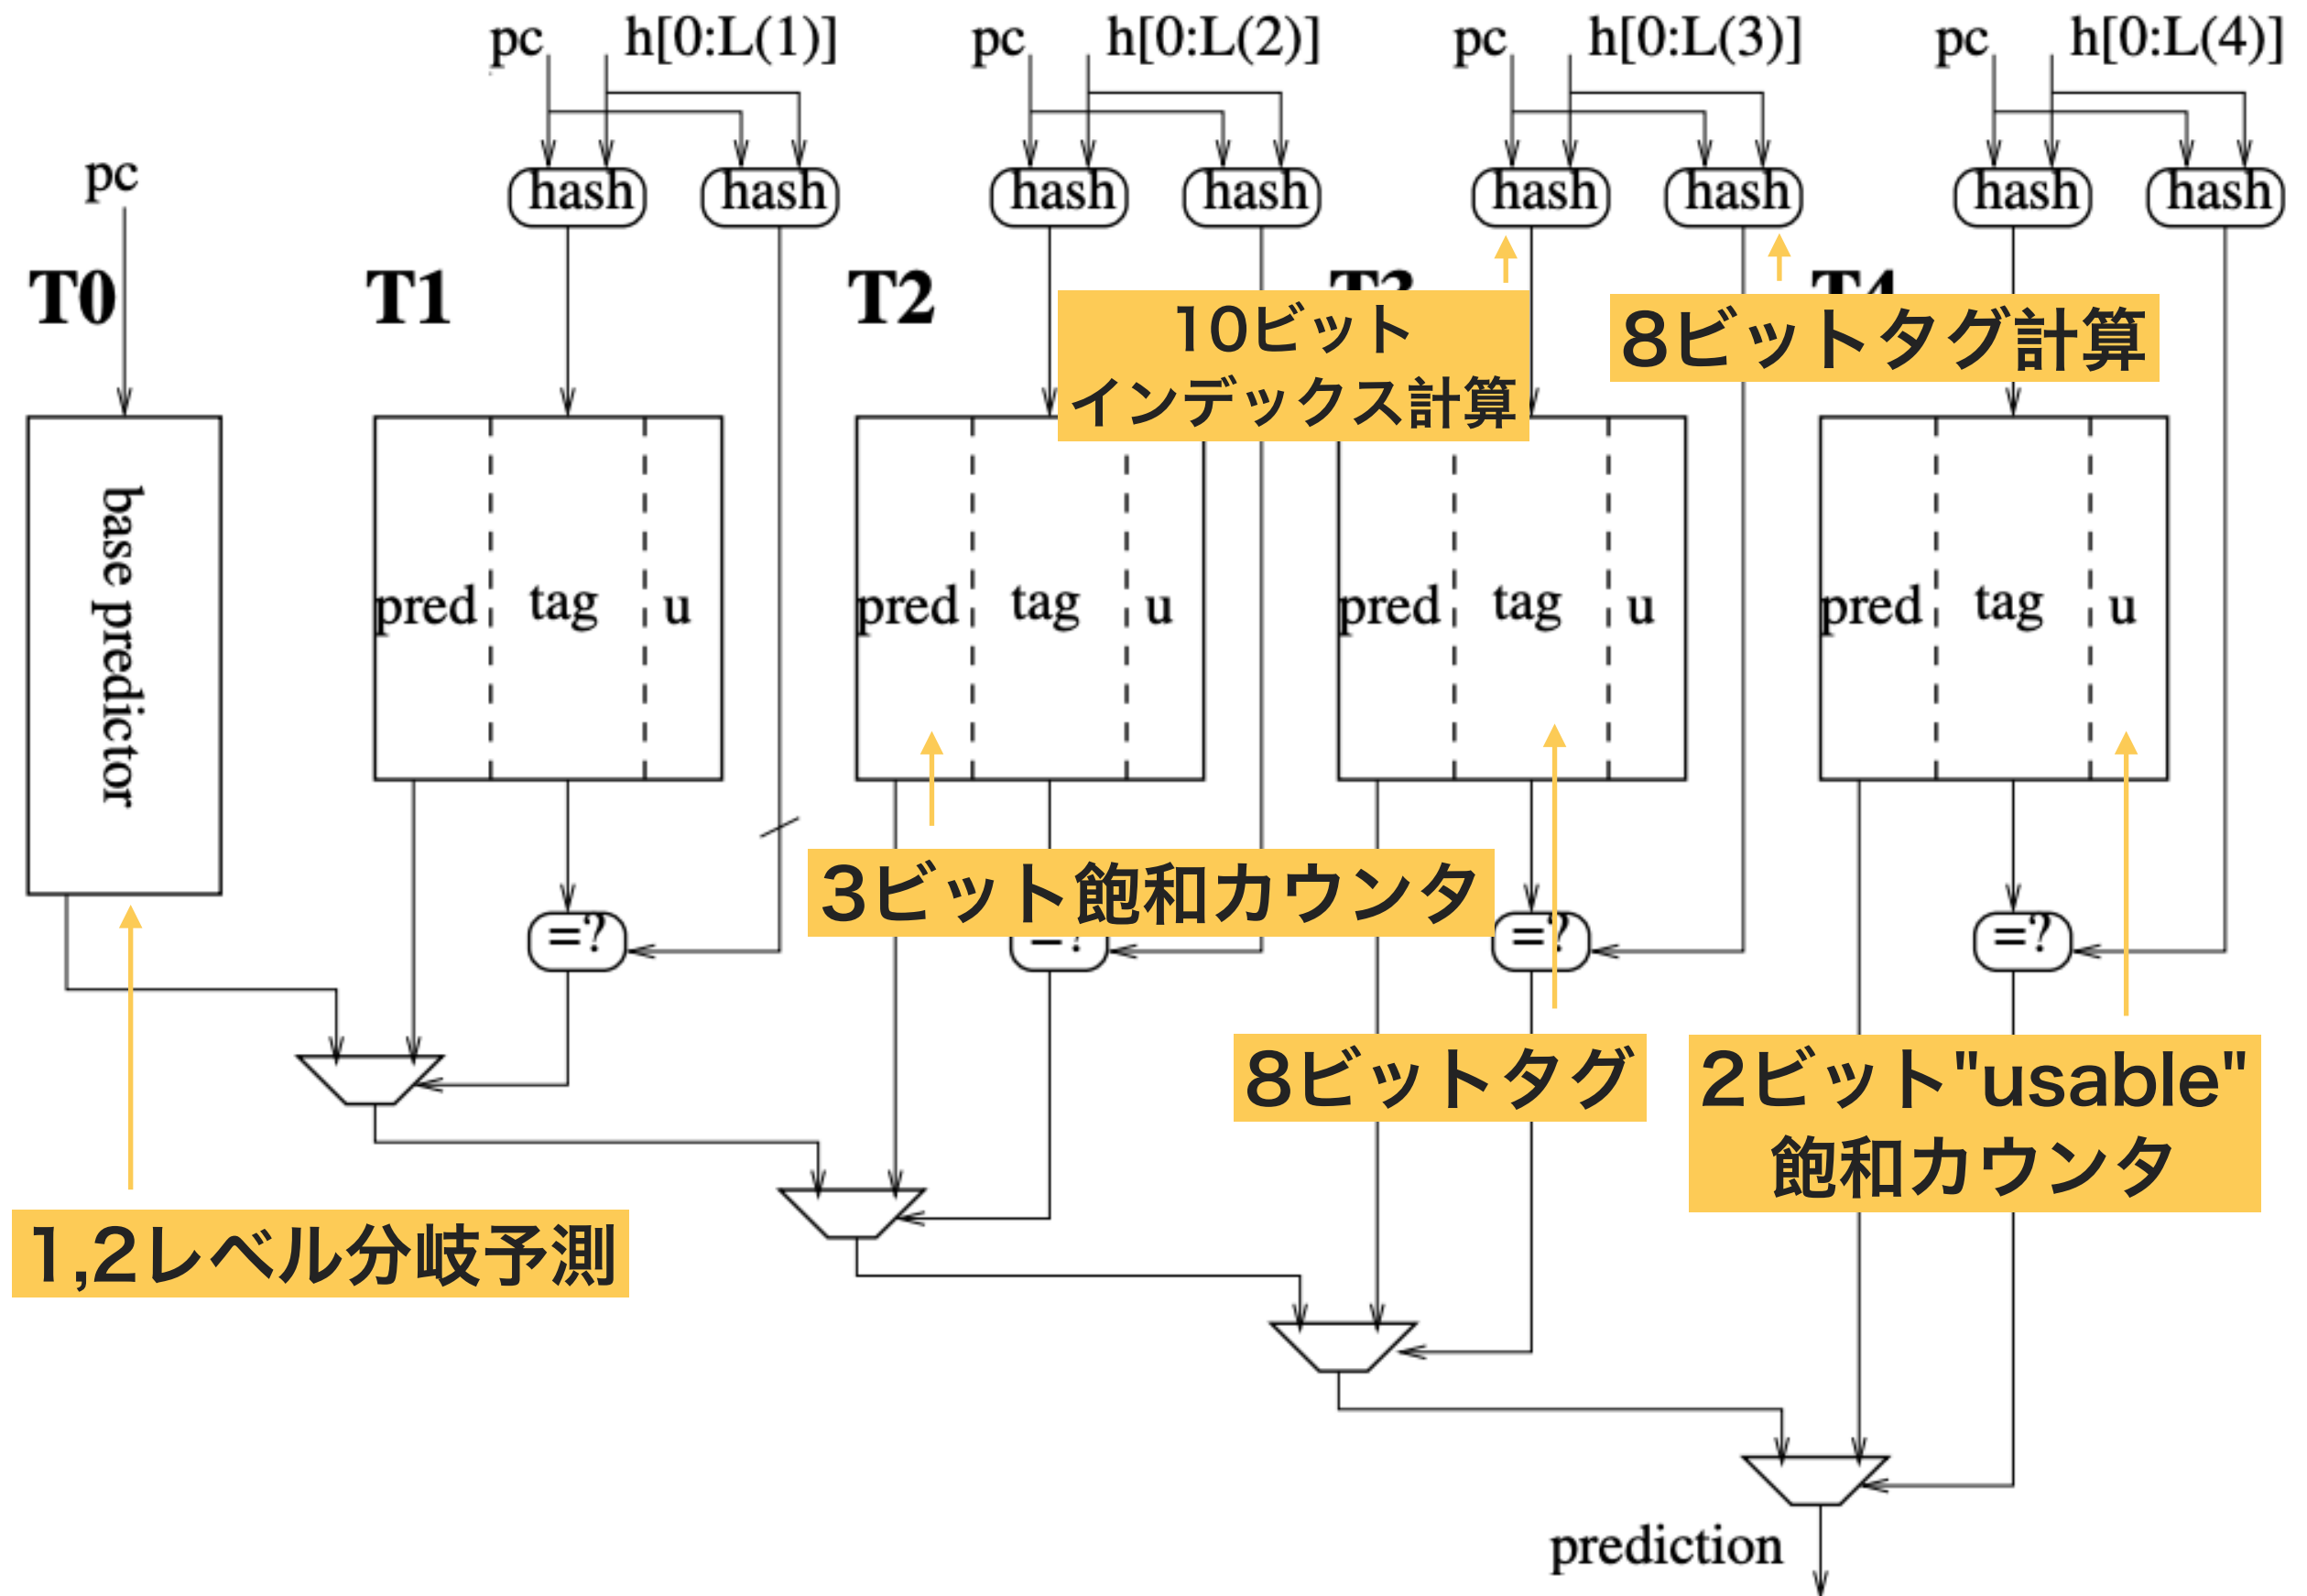 pc h[0:L(1)] pc h[0:L(2)] pc h[0:L(3)] pc h[0:L(4)]
pc
hash hash hash hash hash hash hash hash
T0 T1 T2 T3 T4
10ビット
インデックス計算
8ビットタグ計算
base predictor
pred tag u pred tag u pred tag u pred tag u
3ビット飽和カウンタ
=? =? =? =?
8ビットタグ
2ビット"usable"
飽和カウンタ
1,2レベル分岐予測
prediction